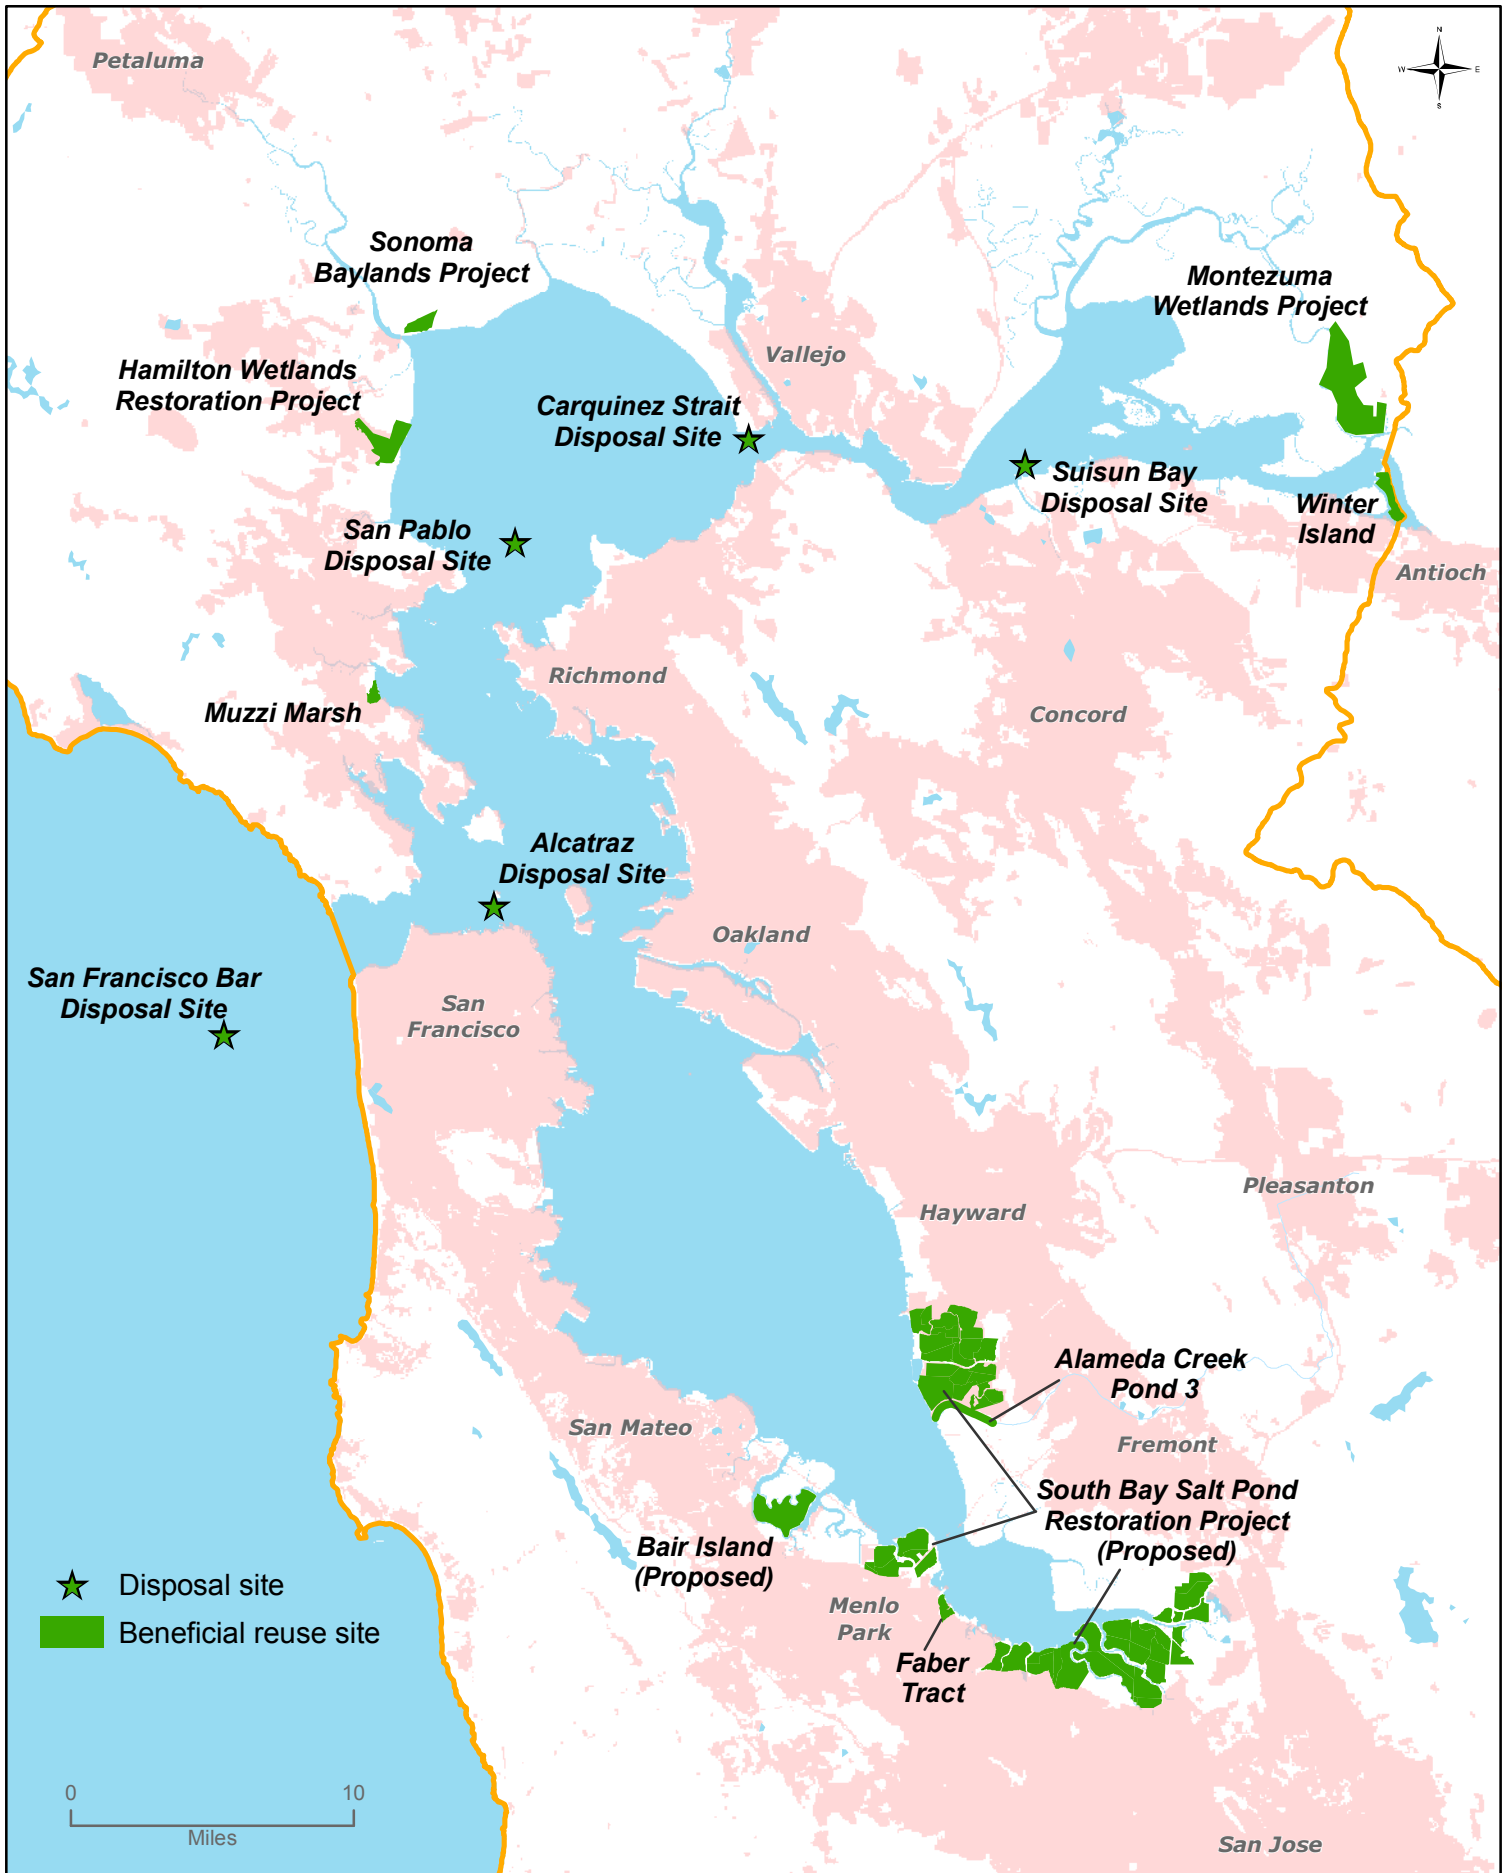 Petaluma
N
W
E
S
Sonoma
Baylands Project
Montezuma
Wetlands Project
Hamilton Wetlands
Restoration Project
Vallejo
Carquinez Strait
Disposal Site
Suisun Bay
Disposal Site
Winter
Island
San Pablo
Disposal Site
Antioch
Richmond
Muzzi Marsh
Concord
Alcatraz
Disposal Site
Oakland
San Francisco Bar
Disposal Site
San
Francisco
Pleasanton
Hayward
Alameda Creek
Pond 3
San Mateo
Fremont
South Bay Salt Pond
Restoration Project
(Proposed)
Bair Island
(Proposed)
Disposal site
Beneficial reuse site
Menlo
Park
Faber
Tract
0
10
Miles
San Jose